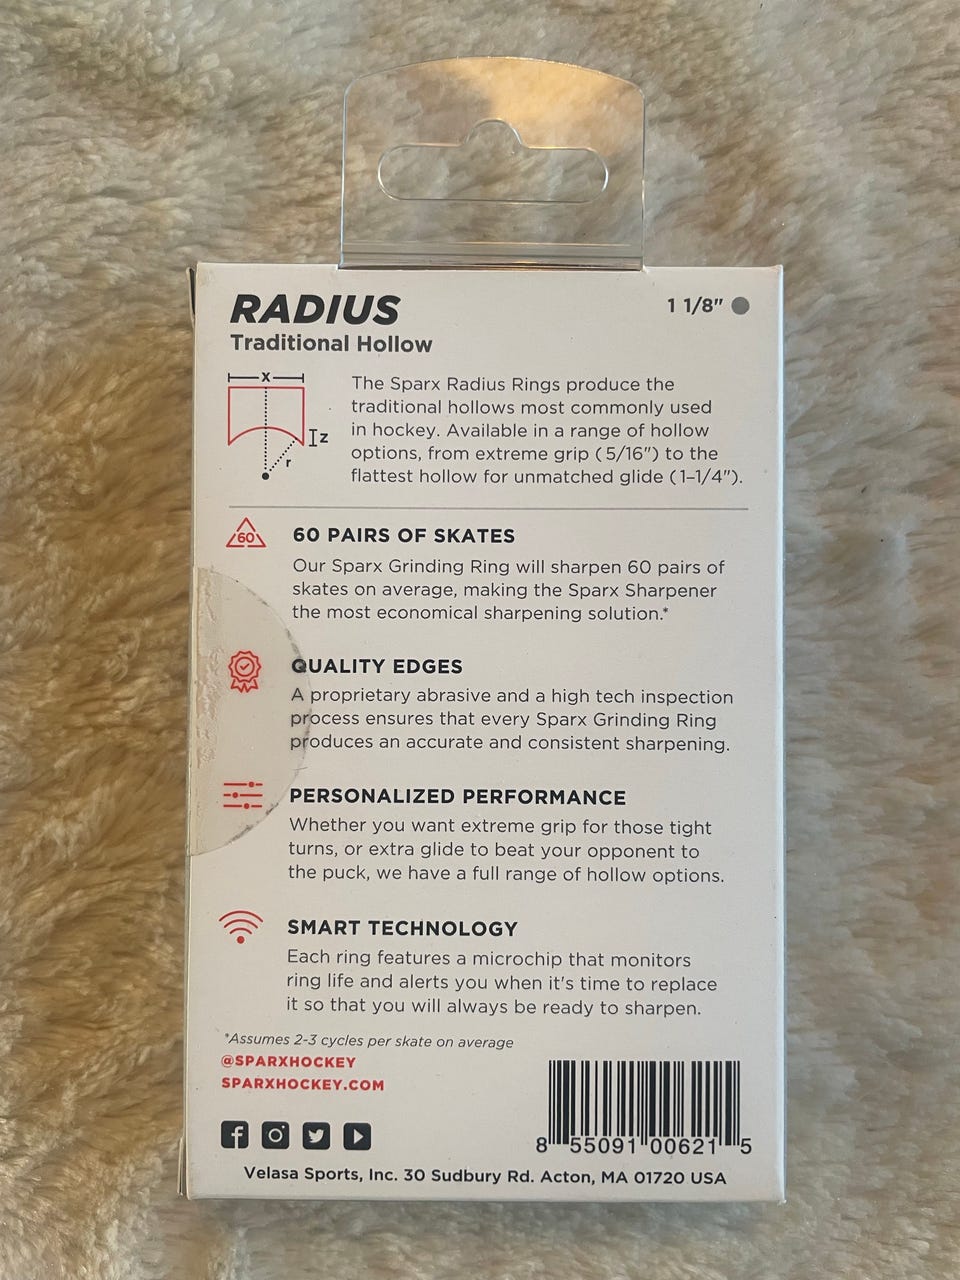 RADIUS
1 1/8"
Traditional Hollow
x
z
r
The Sparx Radius Rings produce the
traditional hollows most commonly used
in hockey. Available in a range of hollow
options, from extreme grip (5/16") to the
flattest hollow for unmatched glide (1-1/4").
60
60 PAIRS OF SKATES
Our Sparx Grinding Ring will sharpen 60 pairs of
skates on average, making the Sparx Sharpener
the most economical sharpening solution.*
QUALITY EDGES
A proprietary abrasive and a high tech inspection
process ensures that every Sparx Grinding Ring
produces an accurate and consistent sharpening.
PERSONALIZED PERFORMANCE
Whether you want extreme grip for those tight
turns, or extra glide to beat your opponent to
the puck, we have a full range of hollow options.
SMART TECHNOLOGY
Each ring features a microchip that monitors
ring life and alerts you when it's time to replace
it so that you will always be ready to sharpen.
*Assumes 2-3 cycles per skate on average
@SPARXHOCKEY
SPARXHOCKEY.COM
8 55091 00621 5
Velasa Sports, Inc. 30 Sudbury Rd. Acton, MA 01720 USA